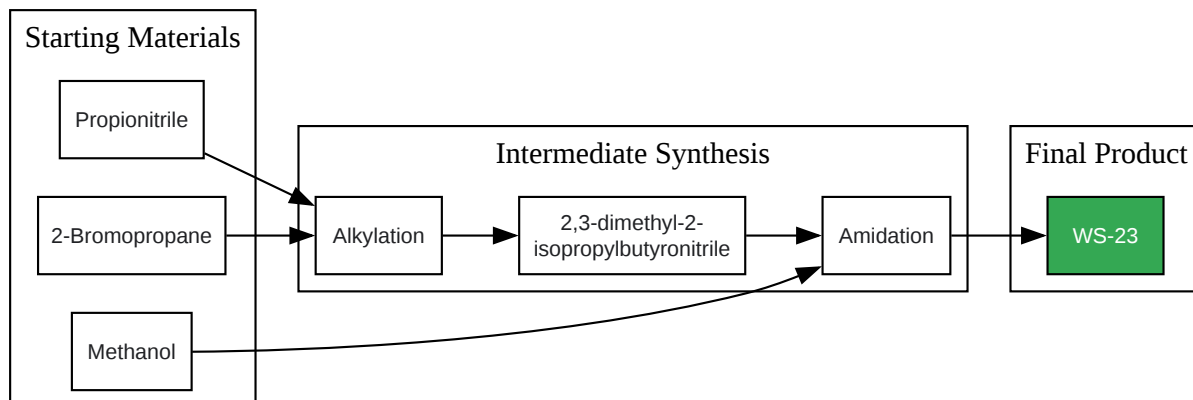 Starting Materials
Propionitrile
2-Bromopropane
Methanol
Intermediate Synthesis
Alkylation
2,3-dimethyl-2-
isopropylbutyronitrile
Amidation
Final Product
WS-23